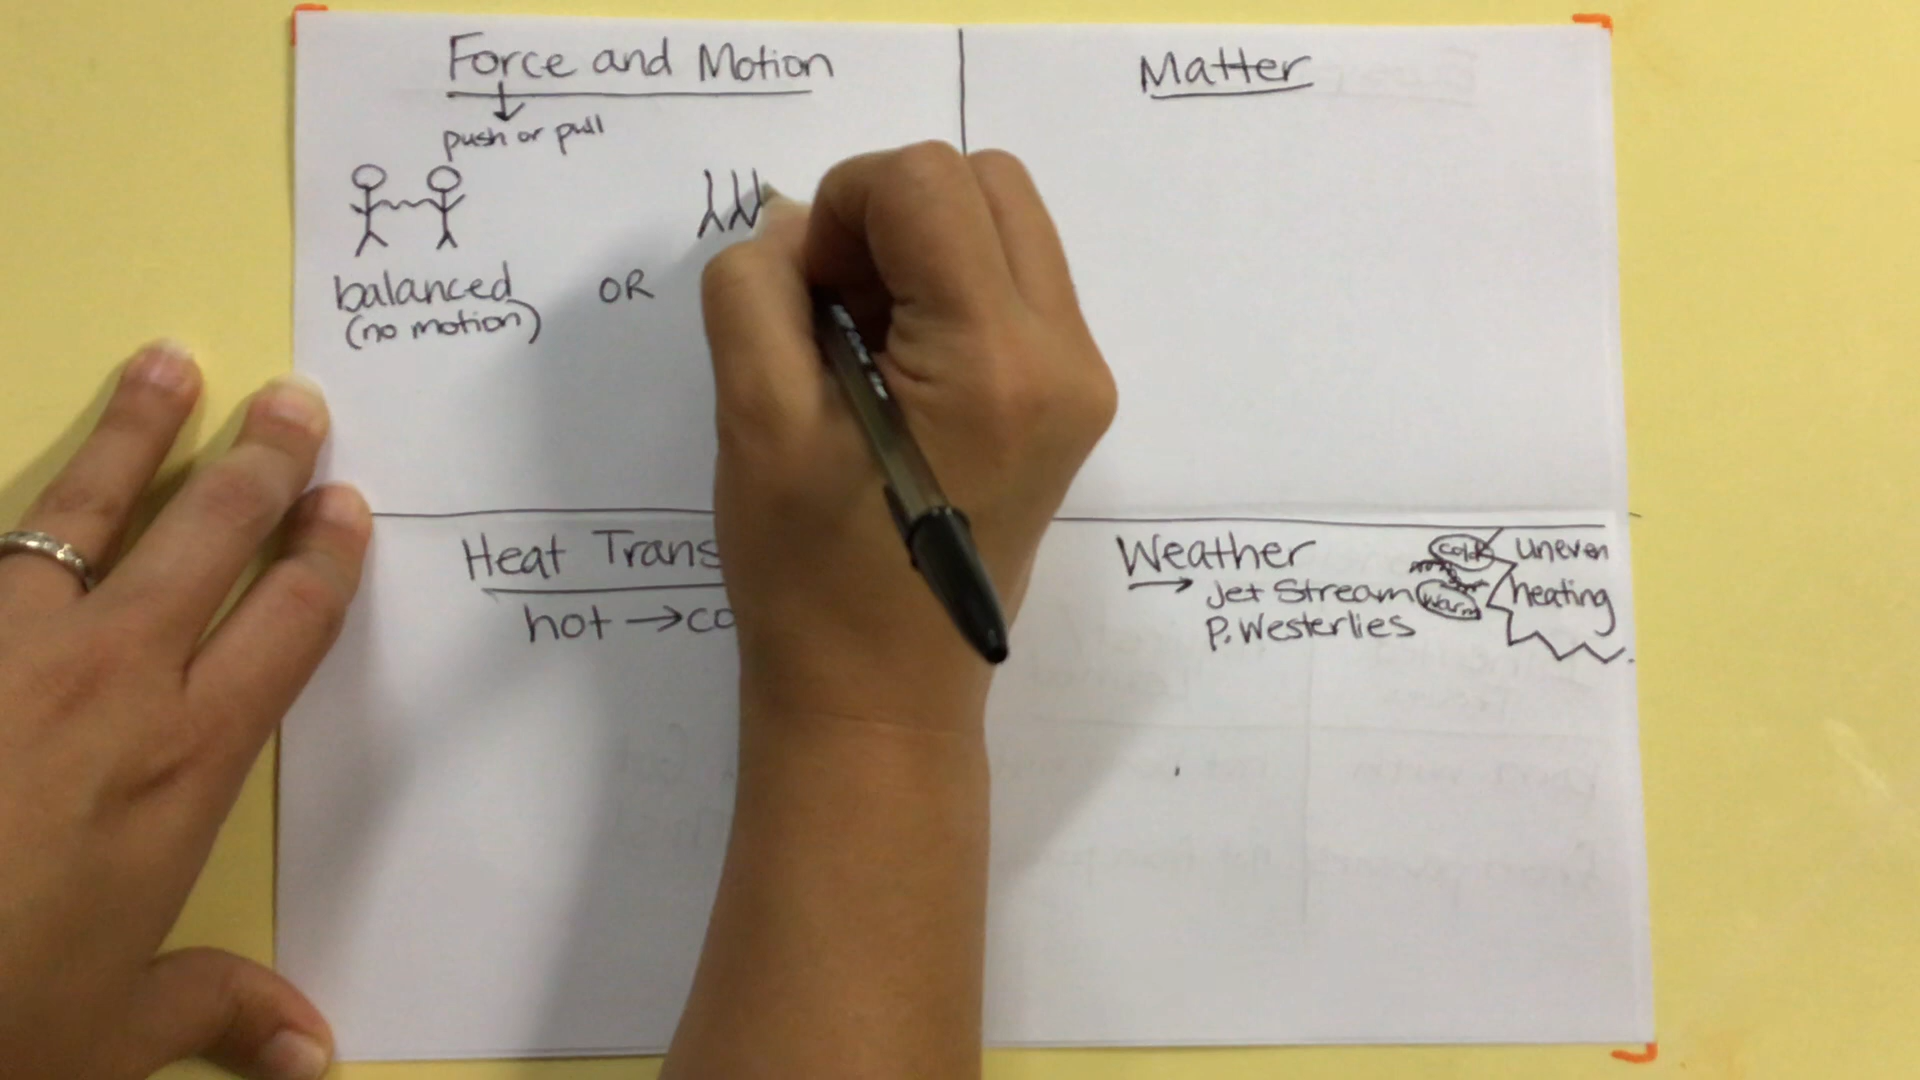 Force and Motion
push or pull
balanced
(no motion)
OR
Matter
Heat Trans
hot →co
Weather
→ Jet Stream
P. Westerlies
cold
warm
uneven
heating